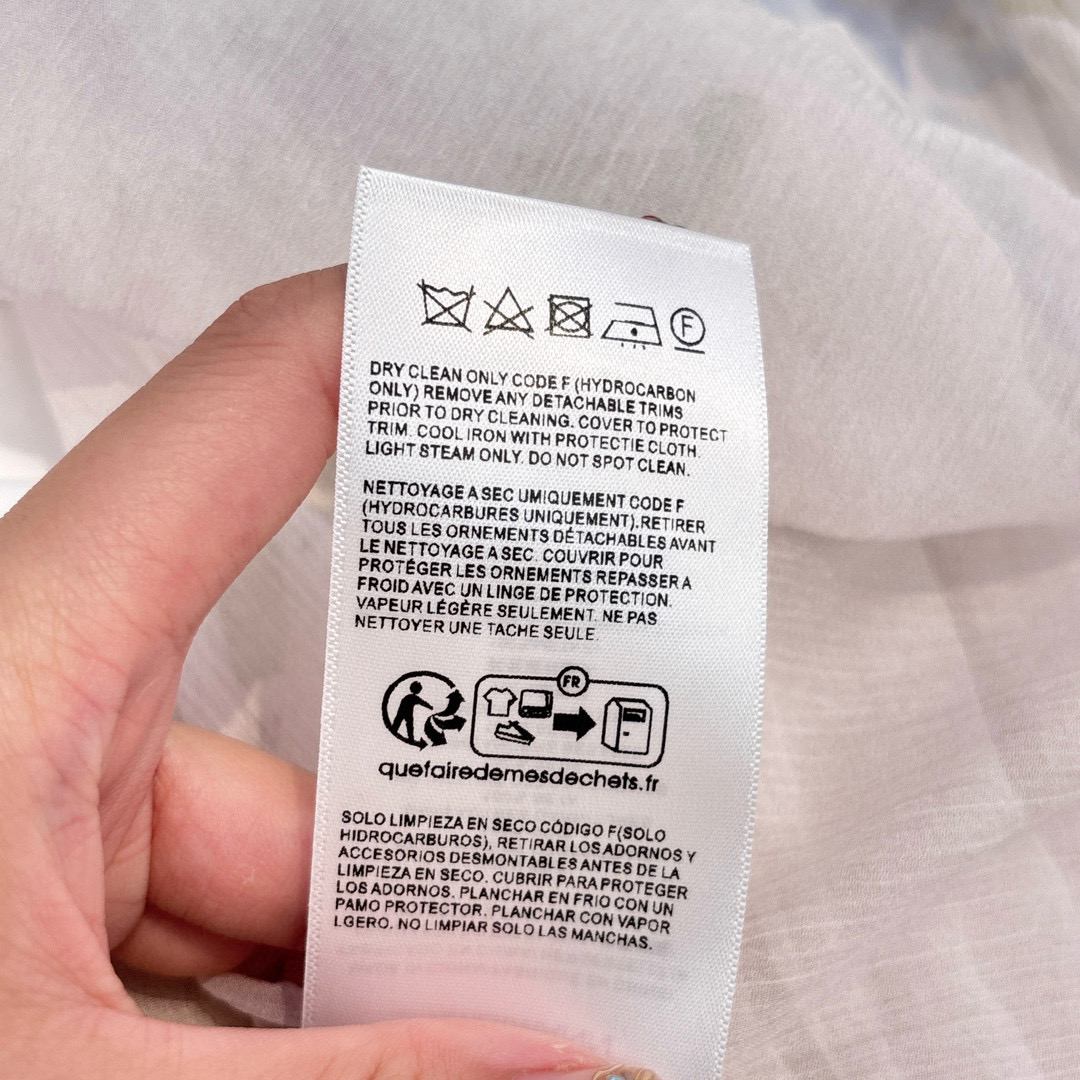 F
DRY CLEAN ONLY CODE F (HYDROCARBON
ONLY) REMOVE ANY DETACHABLE TRIMS
PRIOR TO DRY CLEANING. COVER TO PROTECT
TRIM. COOL IRON WITH PROTECTIE CLOTH.
LIGHT STEAM ONLY. DO NOT SPOT CLEAN.
NETTOYAGE A SEC UMIQUEMENT CODE F
(HYDROCARBURES UNIQUEMENT).RETIRER
TOUS LES ORNEMENTS DÉTACHABLES AVANT
LE NETTOYAGE A SEC. COUVRIR POUR
PROTÉGER LES ORNEMENTS REPASSER A
FROID AVEC UN LINGE DE PROTECTION.
VAPEUR LÉGÈRE SEULEMENT. NE PAS
NETTOYER UNE TACHE SEULE.
FR
quefairedemesdechets.fr
SOLO LIMPIEZA EN SECO CÓDIGO F(SOLO
HIDROCARBUROS), RETIRAR LOS ADORNOS Y
ACCESORIOS DESMONTABLES ANTES DE LA
LIMPIEZA EN SECO. CUBRIR PARA PROTEGER
LOS ADORNOS. PLANCHAR EN FRIO CON UN
PAMO PROTECTOR. PLANCHAR CON VAPOR
LGERO. NO LIMPIAR SOLO LAS MANCHAS.